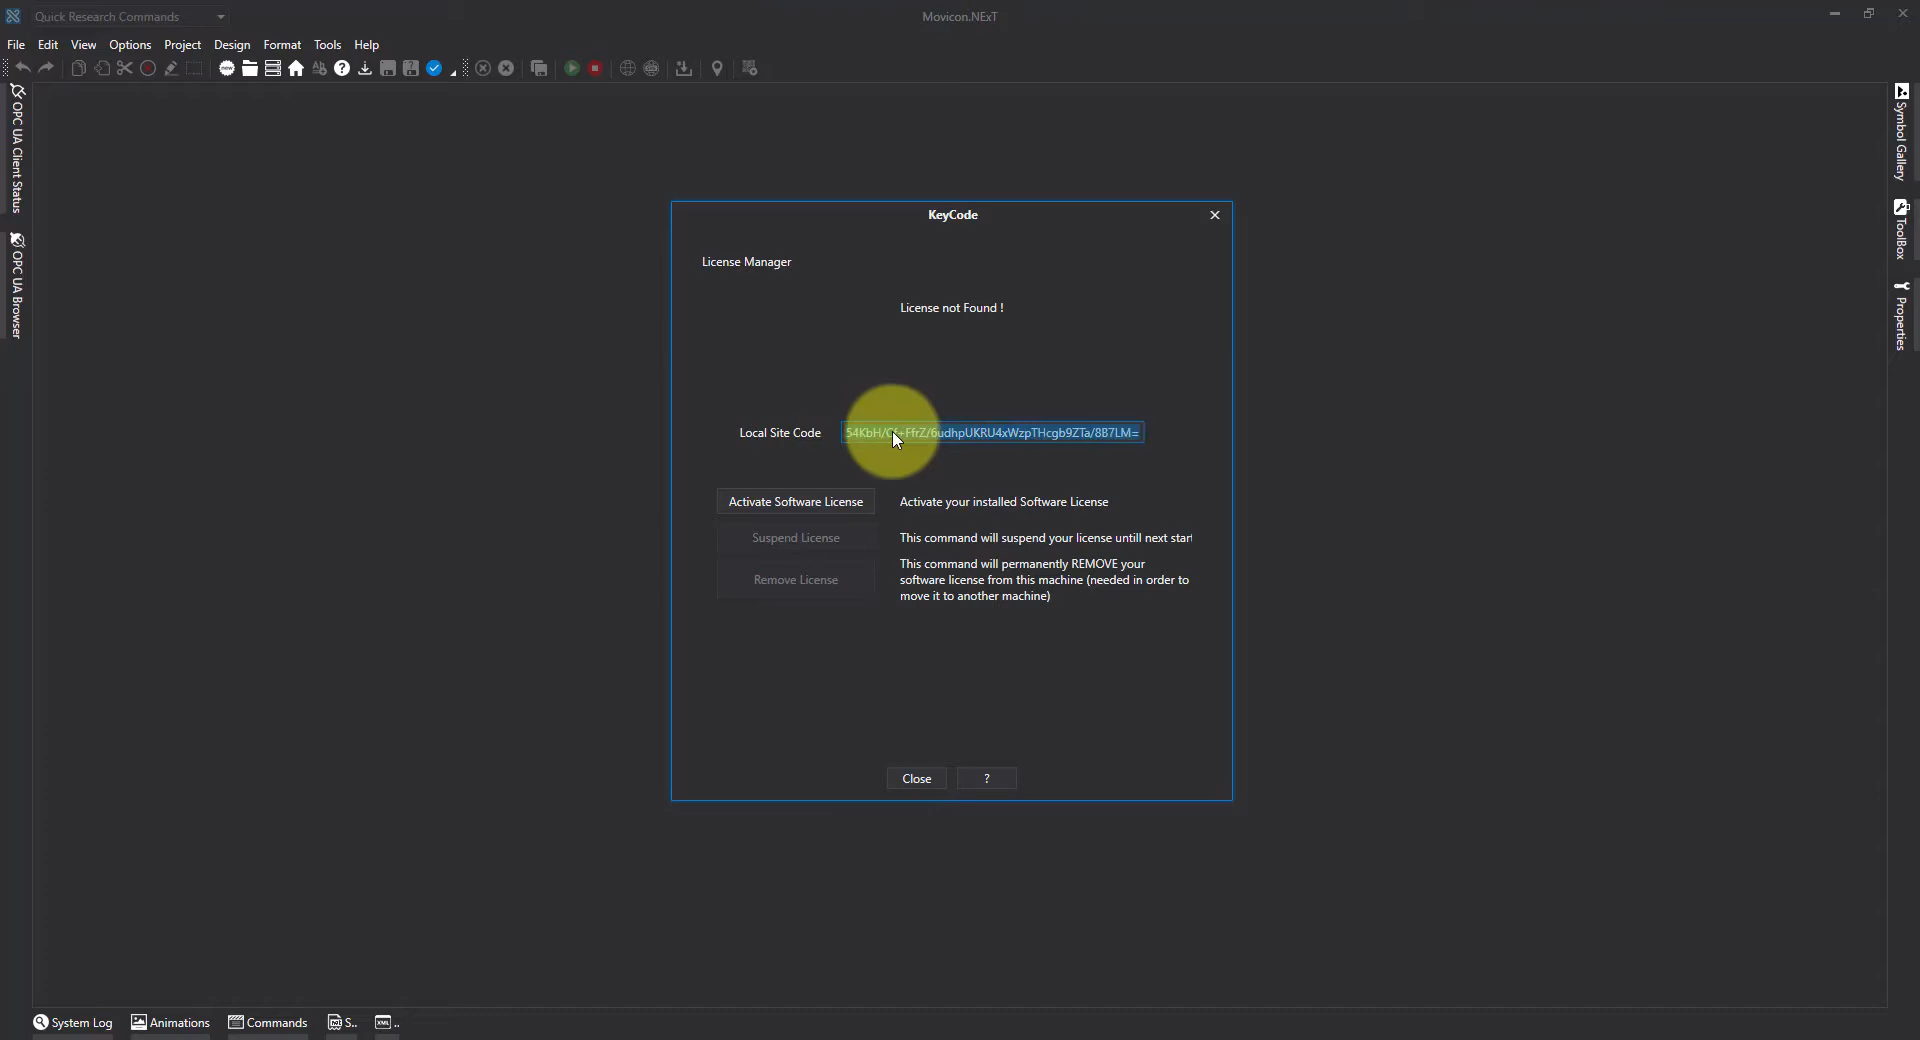 Quick Research Commands
Movicon.NExT
File Edit View Options Project Design Format Tools Help
OPC UA Client Status
OPC UA Browser
Symbol Gallery
ToolBox
Properties
KeyCode
License Manager
License not Found !
Local Site Code 54KbH/Cf+FfrZ/6udhpUKRU4xWzpTHcgb9ZTa/8B7LM=
Activate Software License Activate your installed Software License
Suspend License This command will suspend your license untill next start
Remove License This command will permanently REMOVE your
software license from this machine (needed in order to
move it to another machine)
Close ?
System Log Animations Commands S.. ..